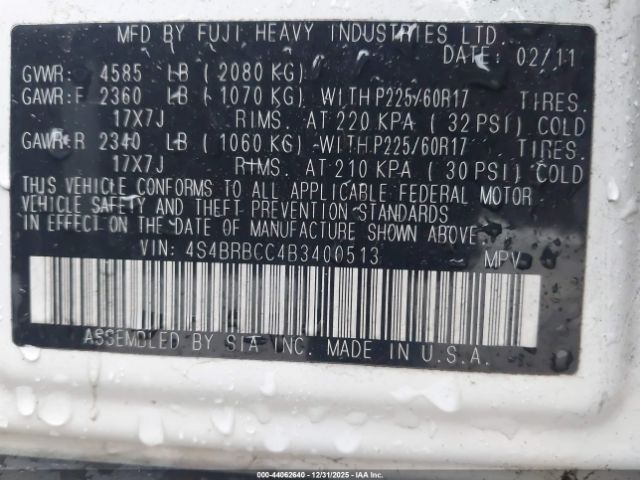 MFD BY FUJI HEAVY INDUSTRIES LTD.
DATE: 02/11
GVWR: 4585 LB (2080 KG)
GAWR:F 2360 LB (1070 KG) WITH P225/60R17 TIRES.
17X7J RIMS. AT 220 KPA (32 PSI) COLD
GAWR:R 2340 LB (1060 KG) WITH P225/60R17 TIRES.
17X7J RIMS. AT 210 KPA (30 PSI) COLD
THIS VEHICLE CONFORMS TO ALL APPLICABLE FEDERAL MOTOR
VEHICLE SAFETY AND THEFT PREVENTION STANDARDS
IN EFFECT ON THE DATE OF MANUFACTURE SHOWN ABOVE.
VIN: 4S4BRBCC4B3400513 MPV
ASSEMBLED BY SIA INC. MADE IN U.S.A.
000-44062640 - 12/31/2025 - IAAI.com